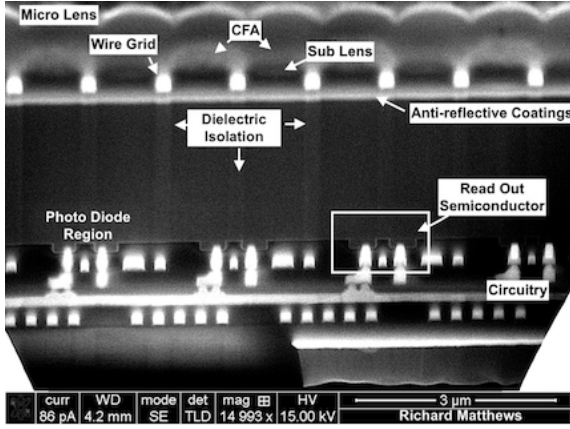 Micro Lens
CFA
Wire Grid
Sub Lens
Anti-reflective Coatings
Dielectric
Isolation
Read Out
Semiconductor
Photo Diode
Region
Circuitry
curr WD mode det mag ⊞ HV 3 µm
86 pA 4.2 mm SE TLD 14 993 x 15.00 kV Richard Matthews